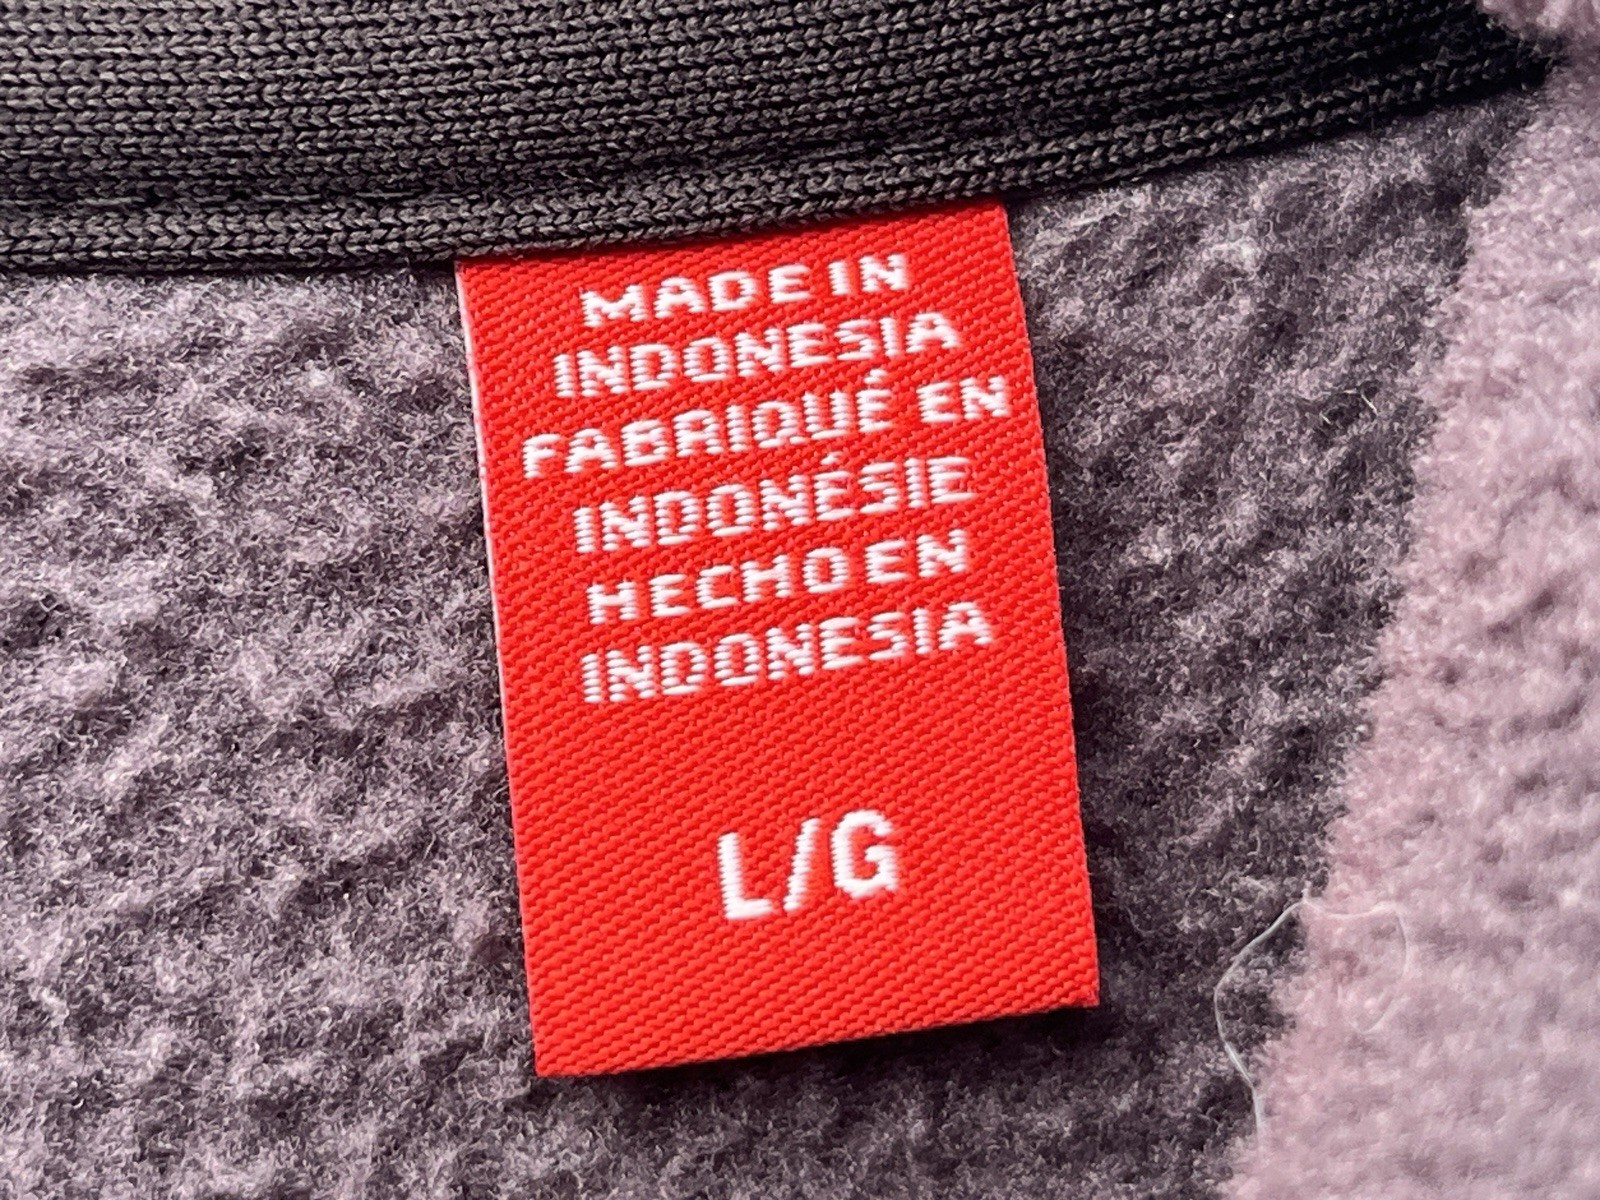 MADE IN
INDONESIA
FABRIQUÉ EN
INDONÉSIE
HECHO EN
INDONESIA
L/G